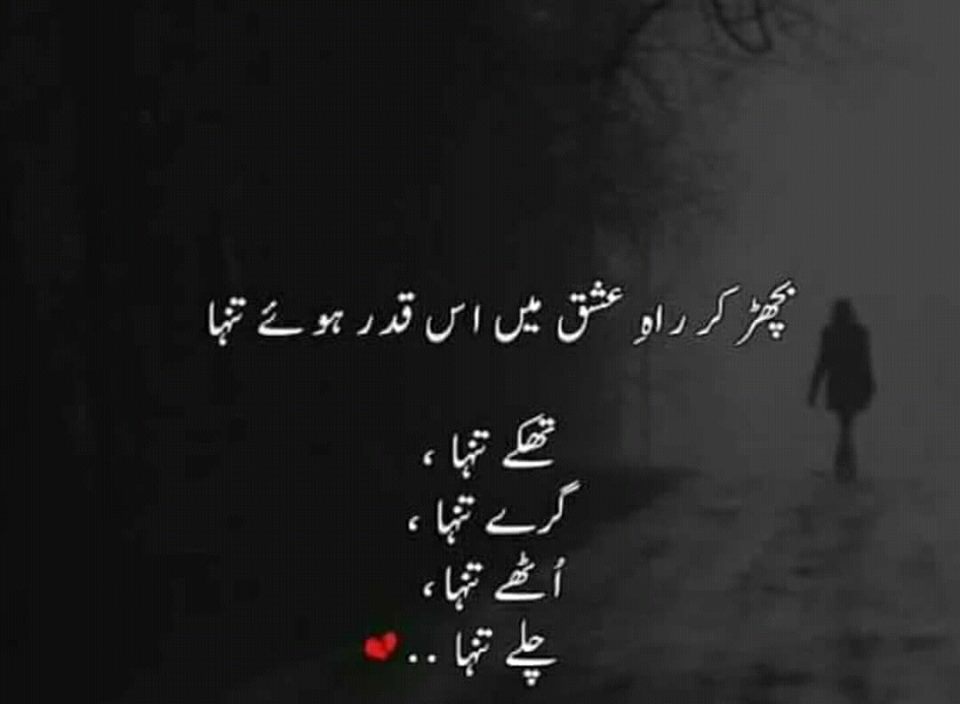 بچھڑ کر راہِ عشق میں اس قدر ہوئے تنہا
تھکے تنہا ،
گرے تنہا ،
اُٹھے تنہا ،
چلے تنہا ..